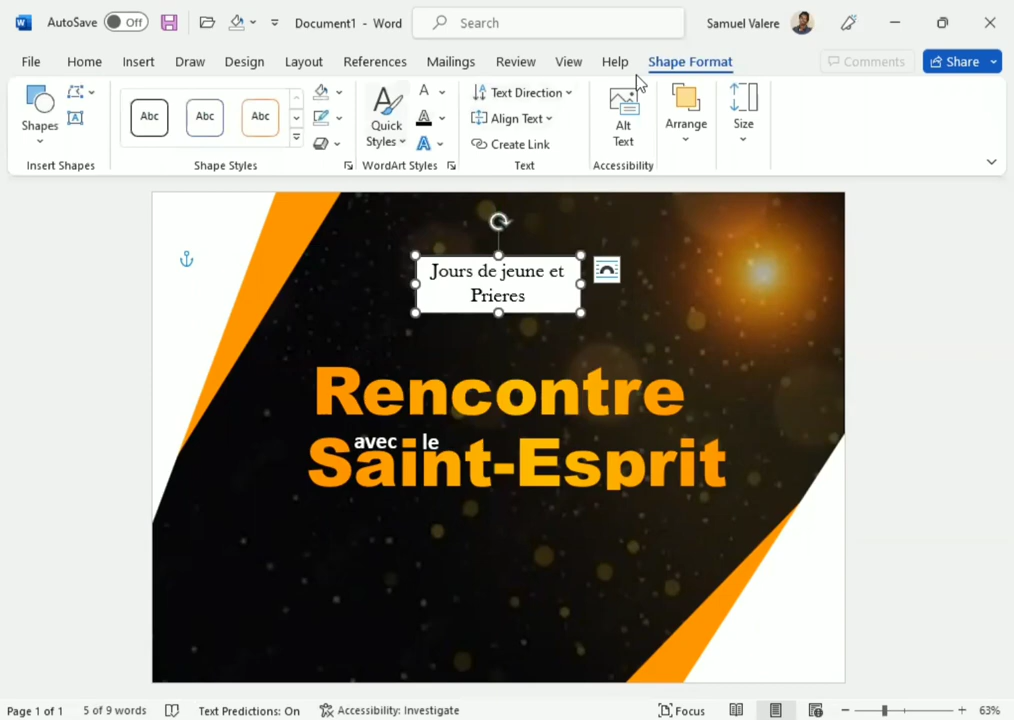 AutoSave Off Document1 - Word Search Samuel Valere
File Home Insert Draw Design Layout References Mailings Review View Help Shape Format Comments Share
Shapes
Insert Shapes
Abc Abc Abc
Shape Styles
Quick
Styles
A
A
A
WordArt Styles
Text Direction
Align Text
Create Link
Text
Alt
Text
Accessibility
Arrange
Size
Jours de jeune et
Prieres
Rencontre
avec le
Saint-Esprit
Page 1 of 1 5 of 9 words Text Predictions: On Accessibility: Investigate Focus 63%